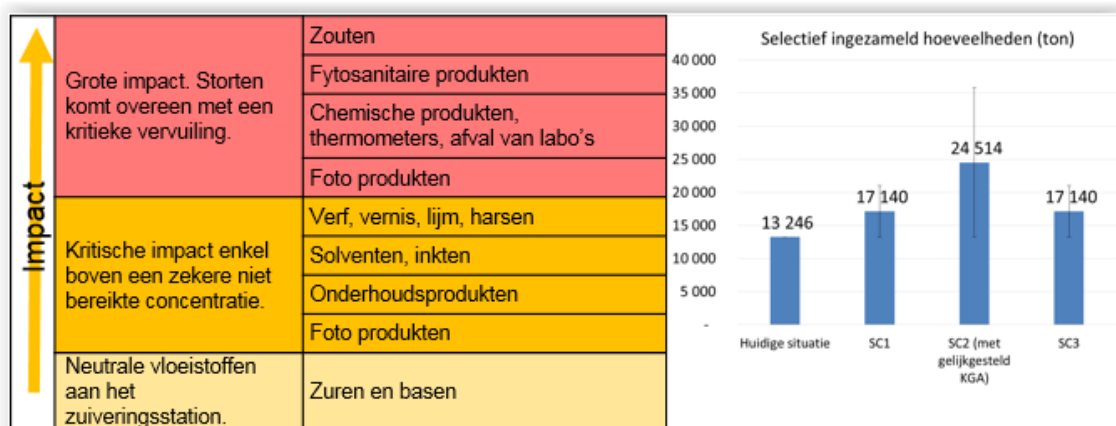 Impact
Grote impact. Storten
komt overeen met een
kritieke vervuiling.
Zouten
Fytosanitaire produkten
Chemische produkten,
thermometers, afval van labo's
Foto produkten
Kritische impact enkel
boven een zekere niet
bereikte concentratie.
Verf, vernis, lijm, harsen
Solventen, inkten
Onderhoudsprodukten
Foto produkten
Neutrale vloeistoffen
aan het
zuiveringsstation.
Zuren en basen
Selectief ingezameld hoeveelheden (ton)
40 000
35 000
30 000
25 000
20 000
15 000
10 000
5 000
-
13 246
17 140
24 514
17 140
Huidige situatie
SC1
SC2 (met
gelijkgesteld
KGA)
SC3